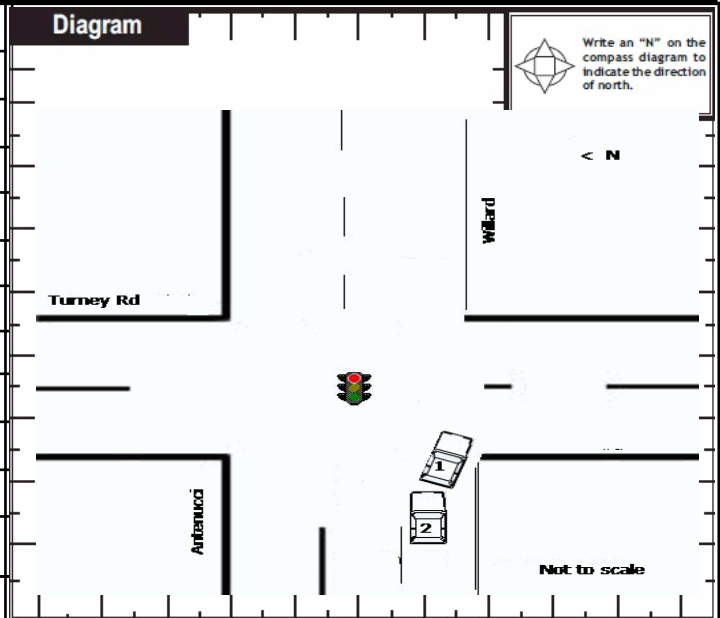 Diagram
Write an “N” on the
compass diagram to
indicate the direction
of north.
< N
Willard
Turney Rd
1
2
Antenucci
Not to scale